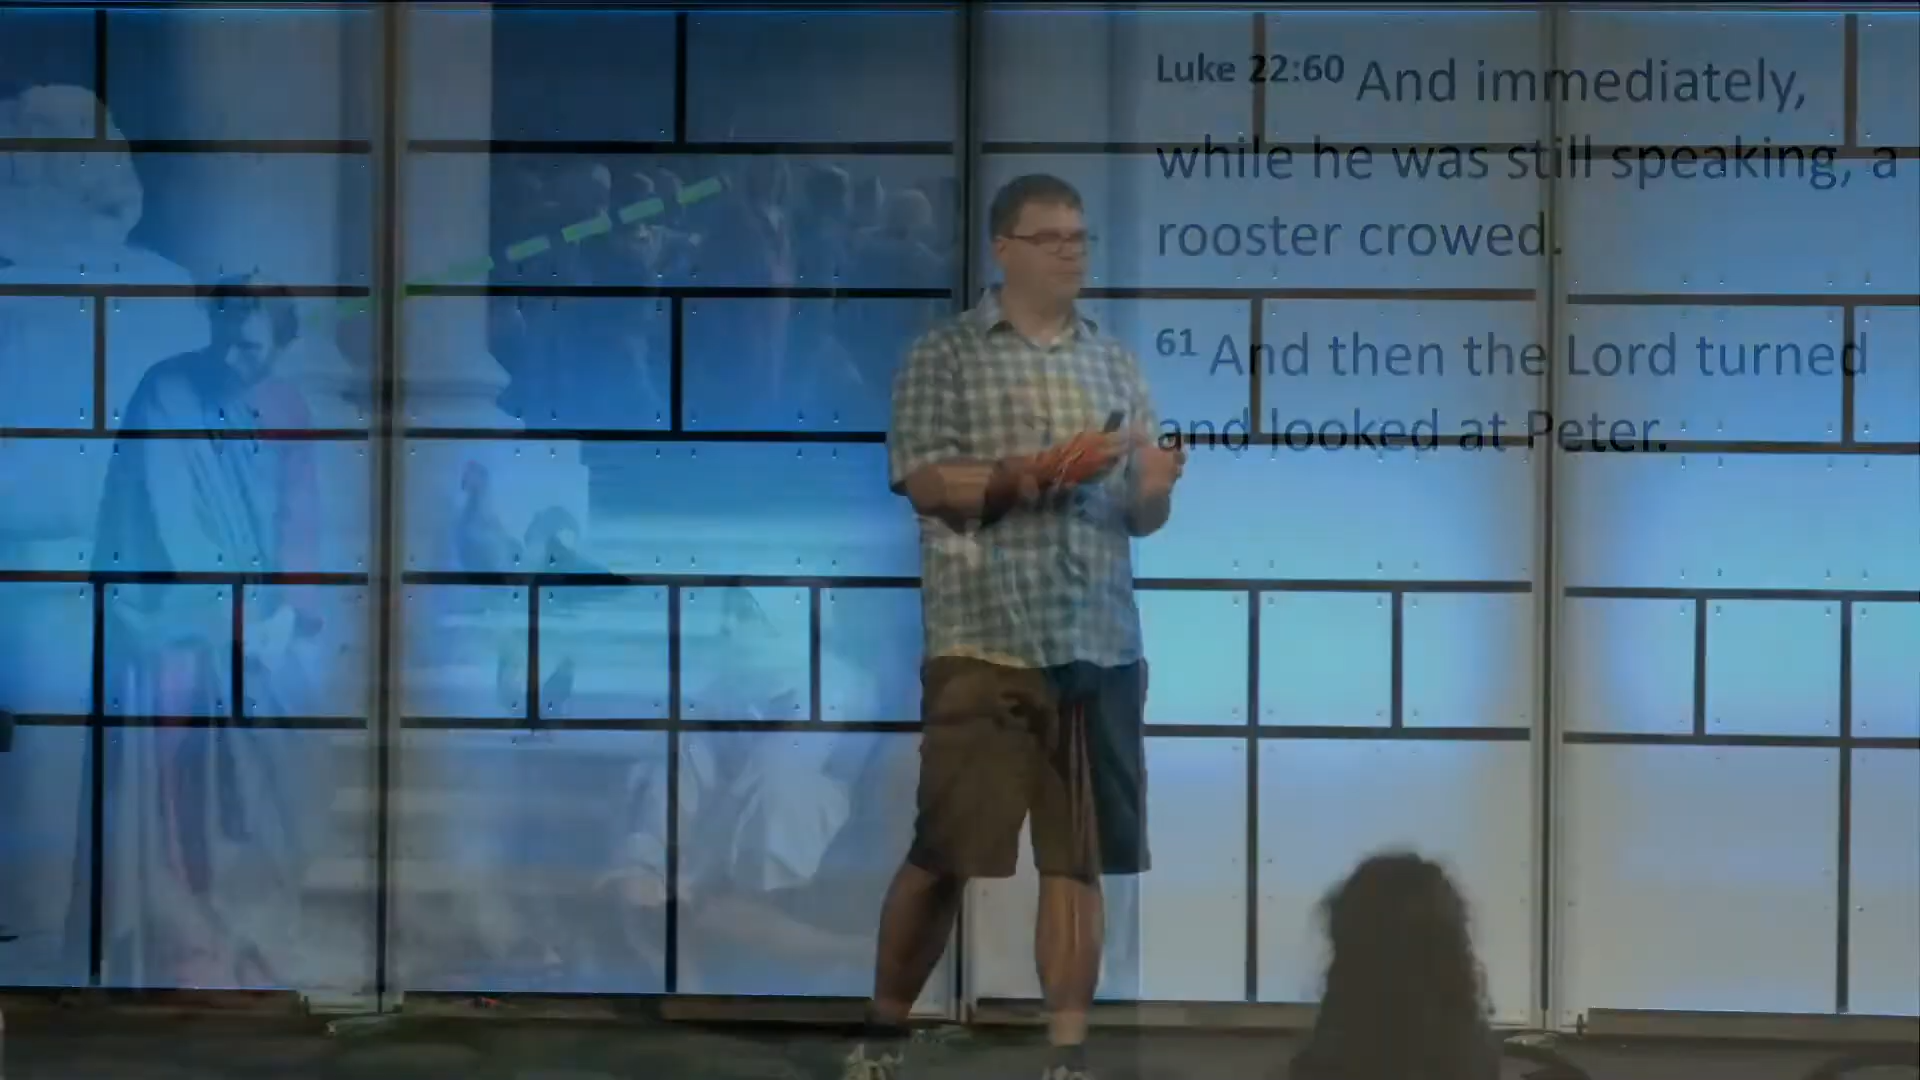 Luke 22:60 And immediately,
while he was still speaking, a
rooster crowed.
61 And then the Lord turned
and looked at Peter.